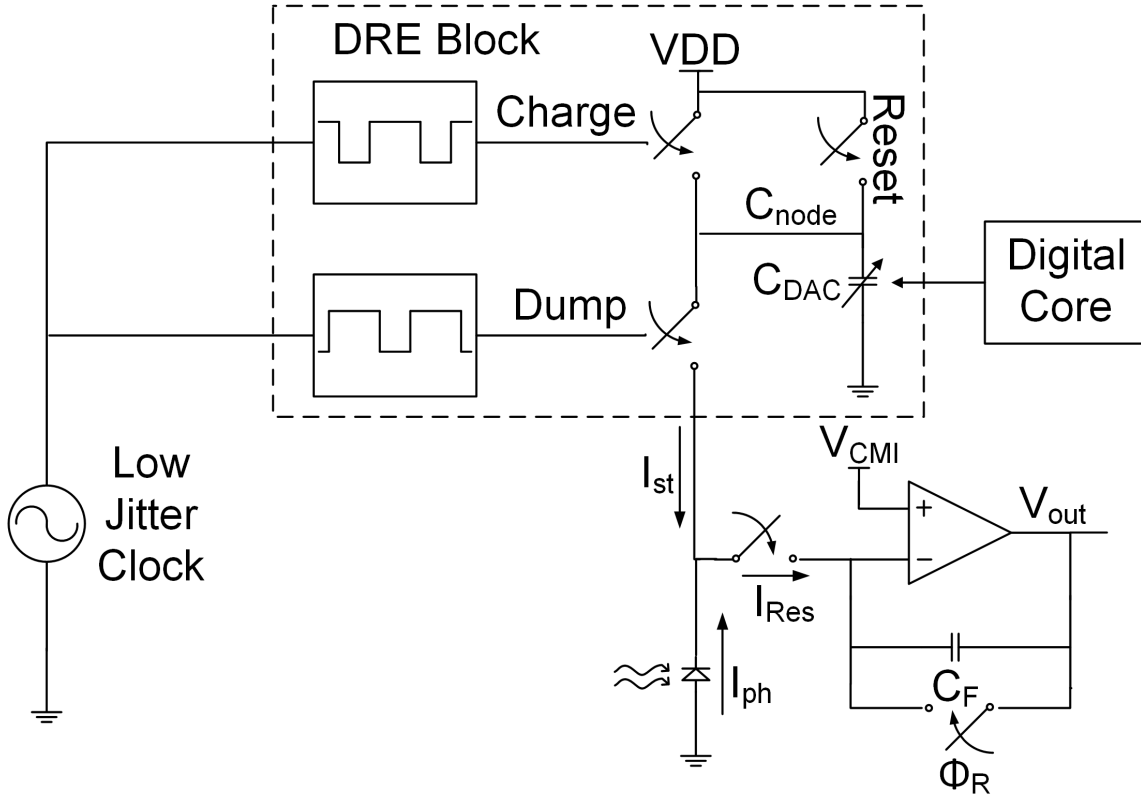 DRE Block
VDD
Charge
Reset
Cnode
CDAC
Digital
Core
Dump
Low
Jitter
Clock
Ist
VCMI
+
−
Vout
IRes
Iph
CF
ΦR